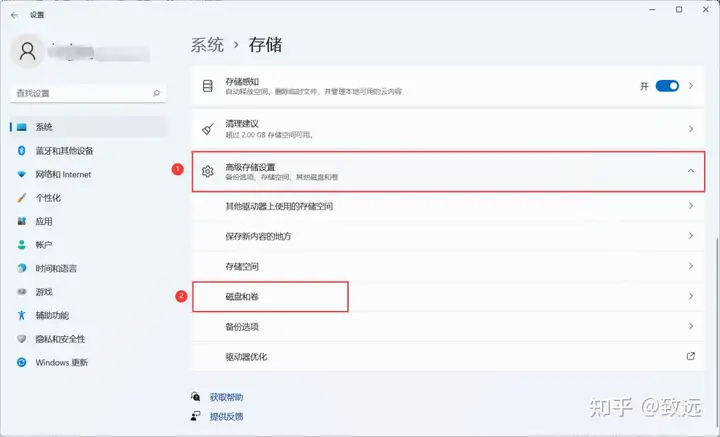 设置
系统 › 存储
存储感知
自动释放空间、删除临时文件，并管理本地可用的云内容
开
查找设置
清理建议
超过 2.00 GB 存储空间可用。
系统
蓝牙和其他设备
网络和 Internet
个性化
应用
帐户
时间和语言
游戏
辅助功能
隐私和安全性
Windows 更新
1
高级存储设置
备份选项、存储空间、其他磁盘和卷
其他驱动器上使用的存储空间
保存新内容的地方
存储空间
2
磁盘和卷
备份选项
驱动器优化
获取帮助
提供反馈
知乎 @致远